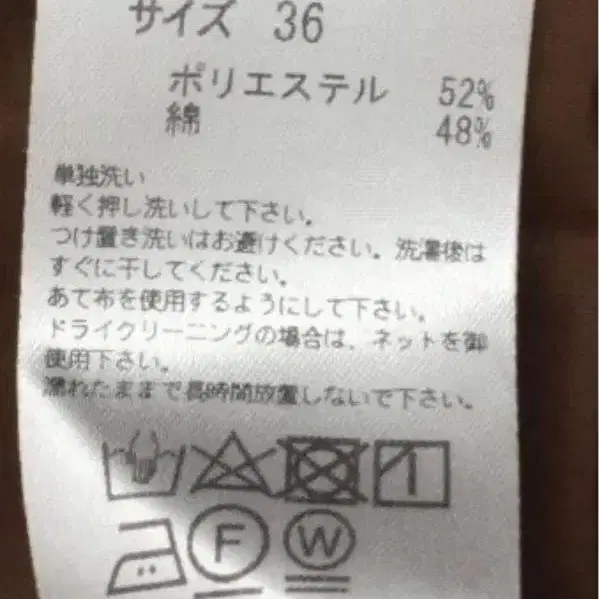 サイズ 36
ポリエステル 52%
綿 48%
単独洗い
軽く押し洗いして下さい。
つけ置き洗いはお避けください。洗濯後は
すぐに干してください。
あて布を使用するようにして下さい。
ドライクリーニングの場合は、ネットを御
使用下さい。
濡れたままで長時間放置しないで下さい。
F W